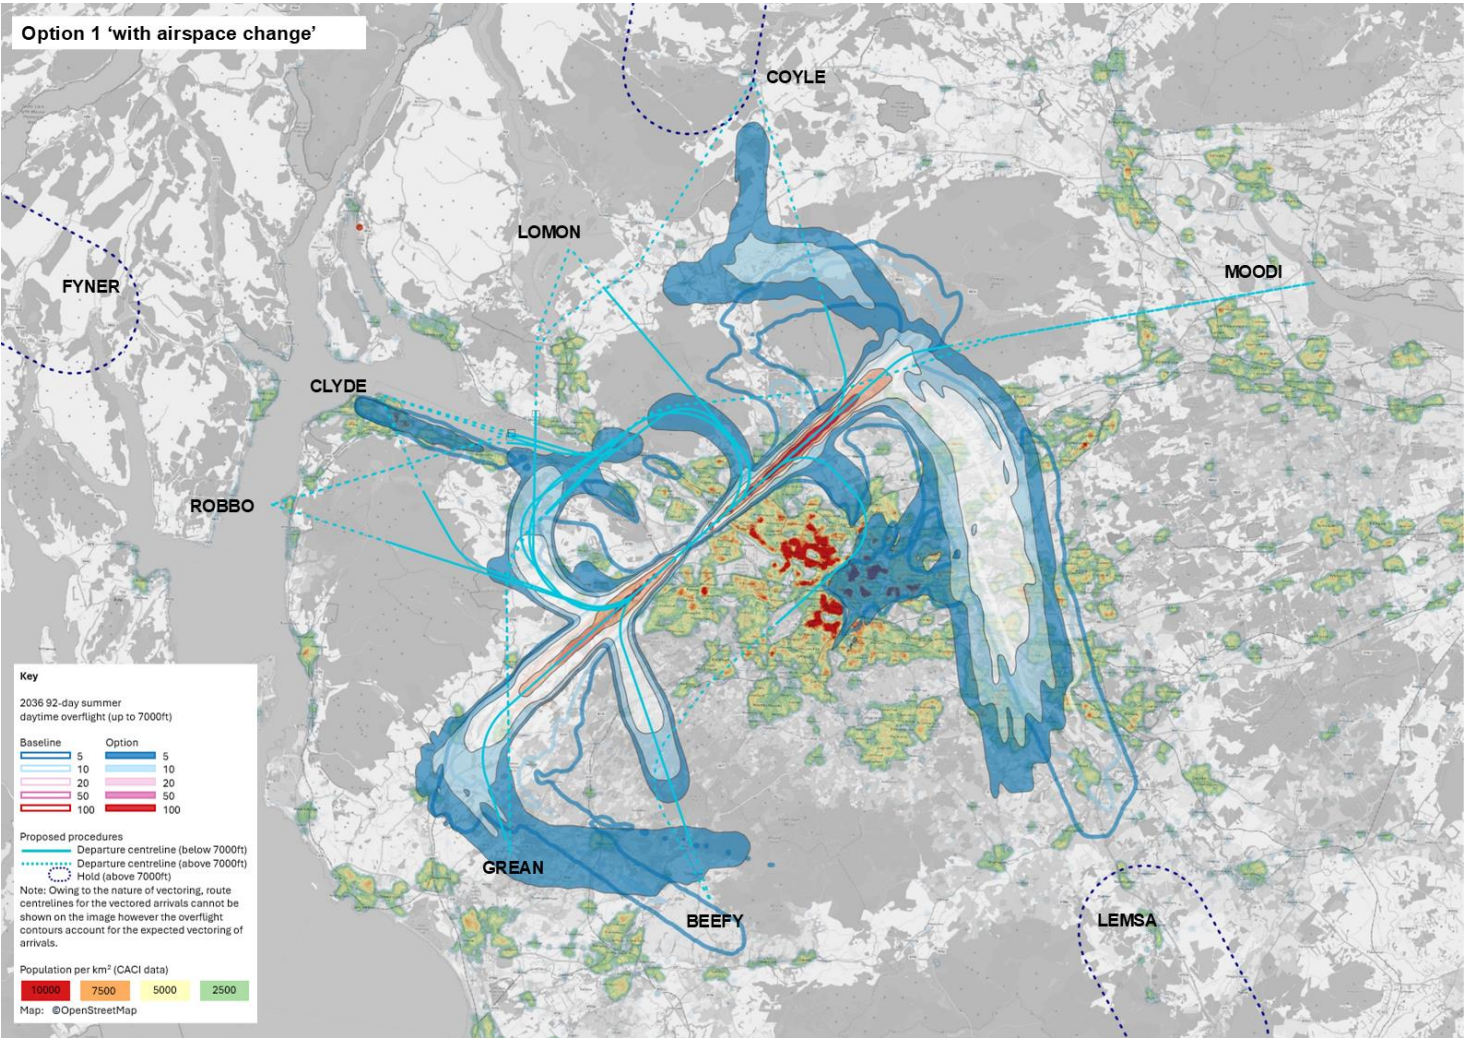 Option 1 ‘with airspace change’
COYLE
LOMON
MOODI
FYNER
CLYDE
ROBBO
GREAN
BEEFY
LEMSA
Key
2036 92-day summer
daytime overflight (up to 7000ft)
Baseline Option
5 5
10 10
20 20
50 50
100 100
Proposed procedures
Departure centreline (below 7000ft)
Departure centreline (above 7000ft)
Hold (above 7000ft)
Note: Owing to the nature of vectoring, route
centrelines for the vectored arrivals cannot be
shown on the image however the overflight
contours account for the expected vectoring of
arrivals.
Population per km² (CACI data)
10000 7500 5000 2500
Map: ©OpenStreetMap